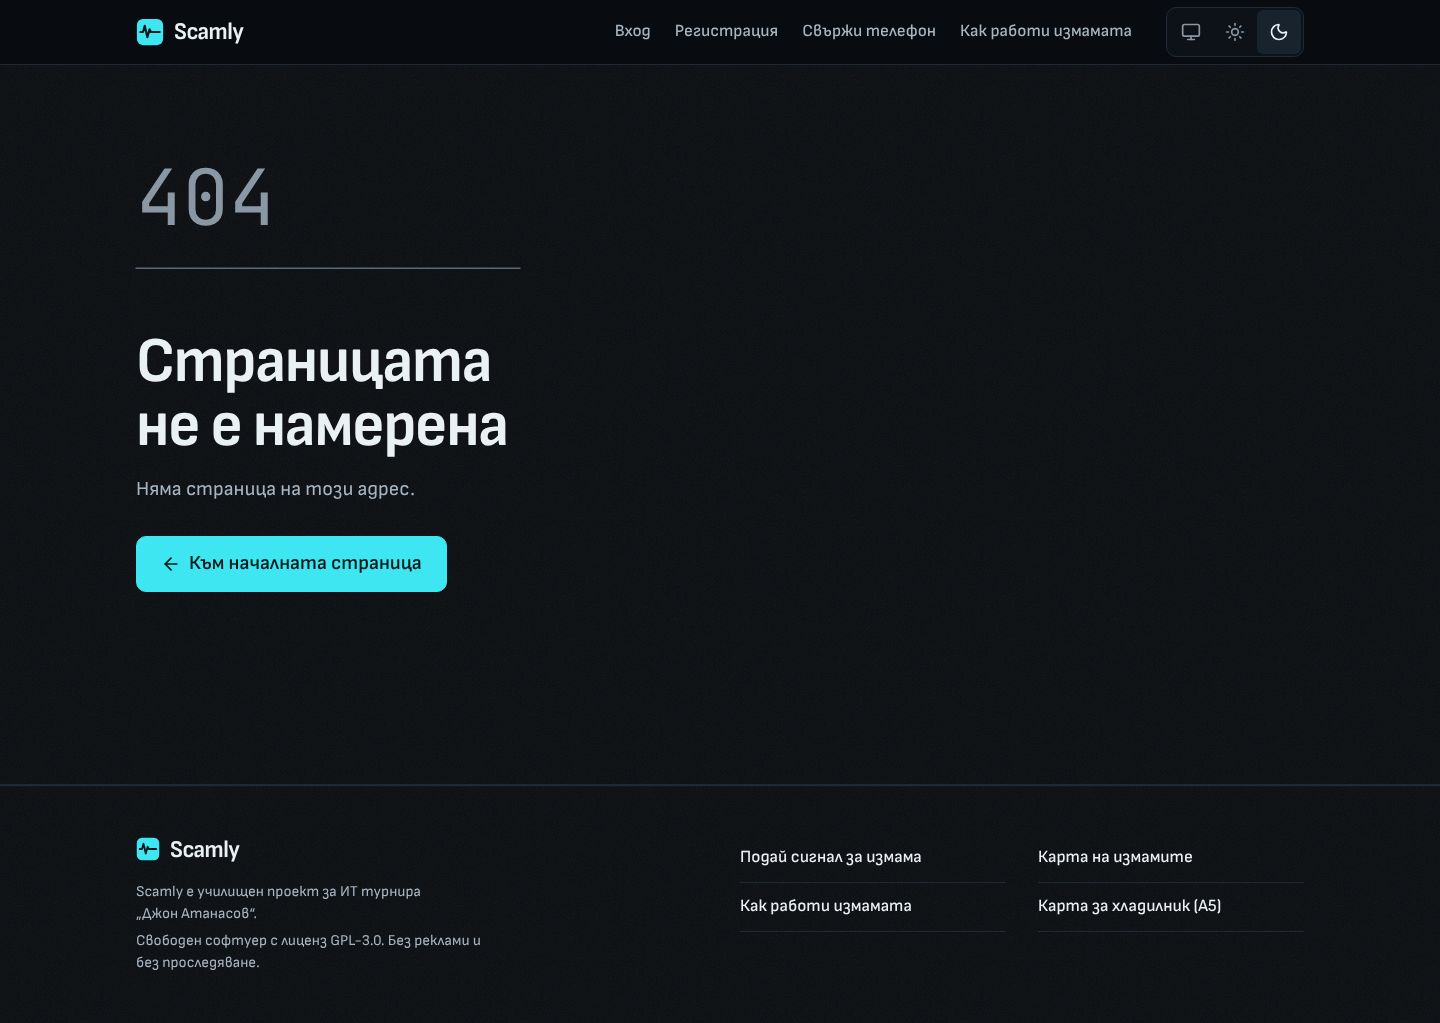 Scamly
Вход
Регистрация
Свържи телефон
Как работи измамата
404
Страницата
не е намерена
Няма страница на този адрес.
Към началната страница
Scamly
Scamly е училищен проект за ИТ турнира
„Джон Атанасов“.
Свободен софтуер с лиценз GPL-3.0. Без реклами и
без проследяване.
Подай сигнал за измама
Карта на измамите
Как работи измамата
Карта за хладилник (А5)